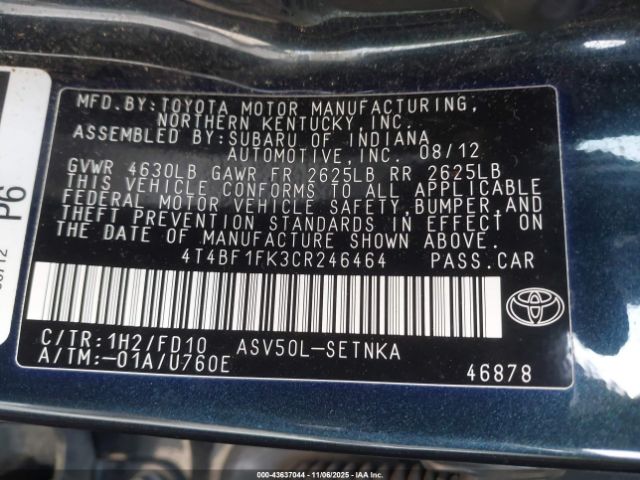 MFD.BY:TOYOTA MOTOR MANUFACTURING,
NORTHERN KENTUCKY, INC.
ASSEMBLED BY:SUBARU OF INDIANA
AUTOMOTIVE,INC. 08/12
GVWR 4630LB GAWR FR 2625LB RR 2625LB
THIS VEHICLE CONFORMS TO ALL APPLICABLE
FEDERAL MOTOR VEHICLE SAFETY,BUMPER,AND
THEFT PREVENTION STANDARDS IN EFFECT ON
THE DATE OF MANUFACTURE SHOWN ABOVE.
4T4BF1FK3CR246464 PASS.CAR
C/TR:1H2/FD10 ASV50L-SETNKA
A/TM:-01A/U760E
46878
TOYOTA
P6
000-43637044 - 11/06/2025 - IAA Inc.